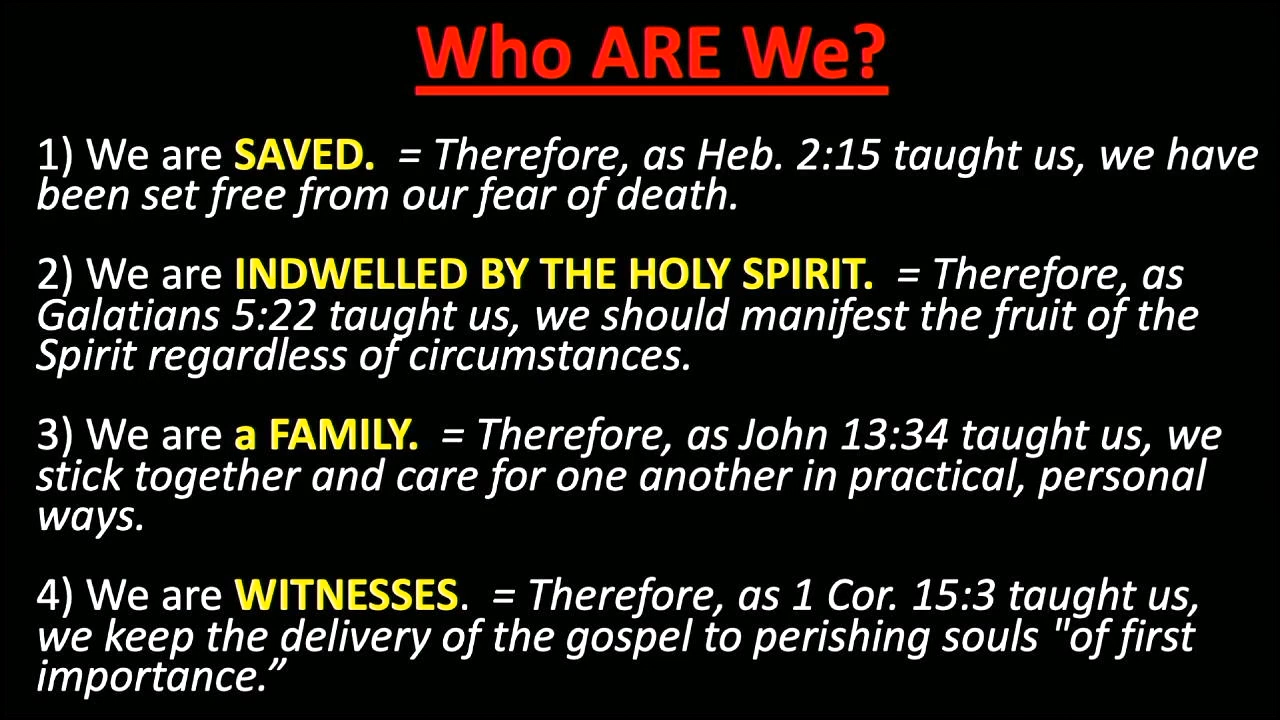 Who ARE We?
1) We are SAVED.  = Therefore, as Heb. 2:15 taught us, we have
been set free from our fear of death.
2) We are INDWELLED BY THE HOLY SPIRIT.  = Therefore, as
Galatians 5:22 taught us, we should manifest the fruit of the
Spirit regardless of circumstances.
3) We are a FAMILY.  = Therefore, as John 13:34 taught us, we
stick together and care for one another in practical, personal
ways.
4) We are WITNESSES.  = Therefore, as 1 Cor. 15:3 taught us,
we keep the delivery of the gospel to perishing souls "of first
importance.”